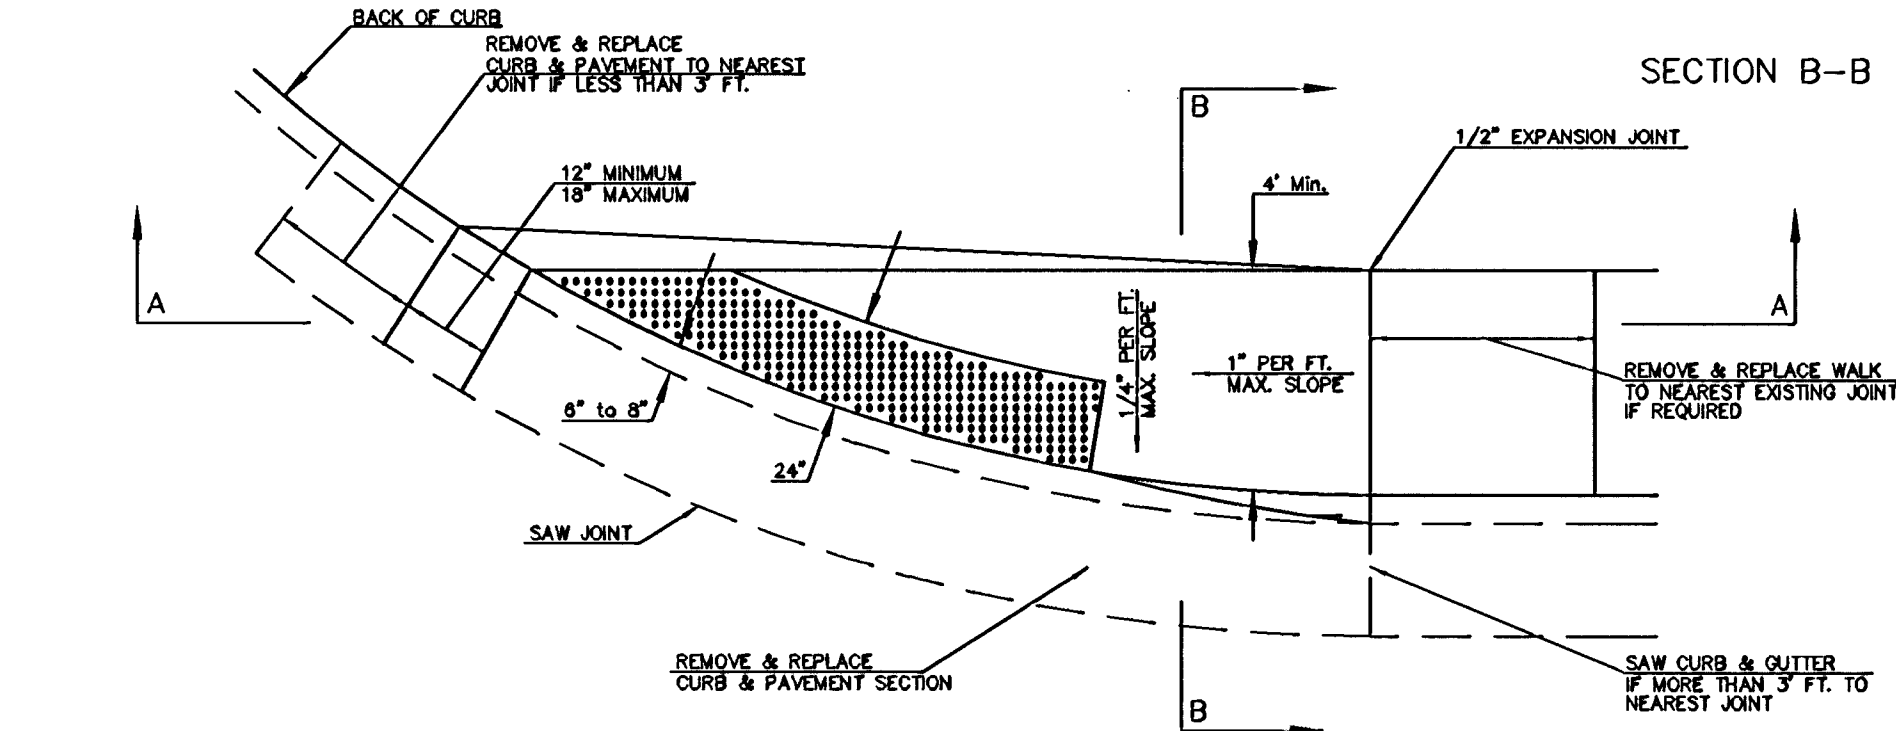 BACK OF CURB
REMOVE & REPLACE
CURB & PAVEMENT TO NEAREST
JOINT IF LESS THAN 3' FT.
SECTION B-B
B
1/2" EXPANSION JOINT
12" MINIMUM
18" MAXIMUM
4' Min.
A
A
1/4" PER FT.
MAX. SLOPE
1" PER FT.
MAX. SLOPE
REMOVE & REPLACE WALK
TO NEAREST EXISTING JOINT
IF REQUIRED
6" to 8"
24"
SAW JOINT
REMOVE & REPLACE
CURB & PAVEMENT SECTION
SAW CURB & GUTTER
IF MORE THAN 3' FT. TO
NEAREST JOINT
B